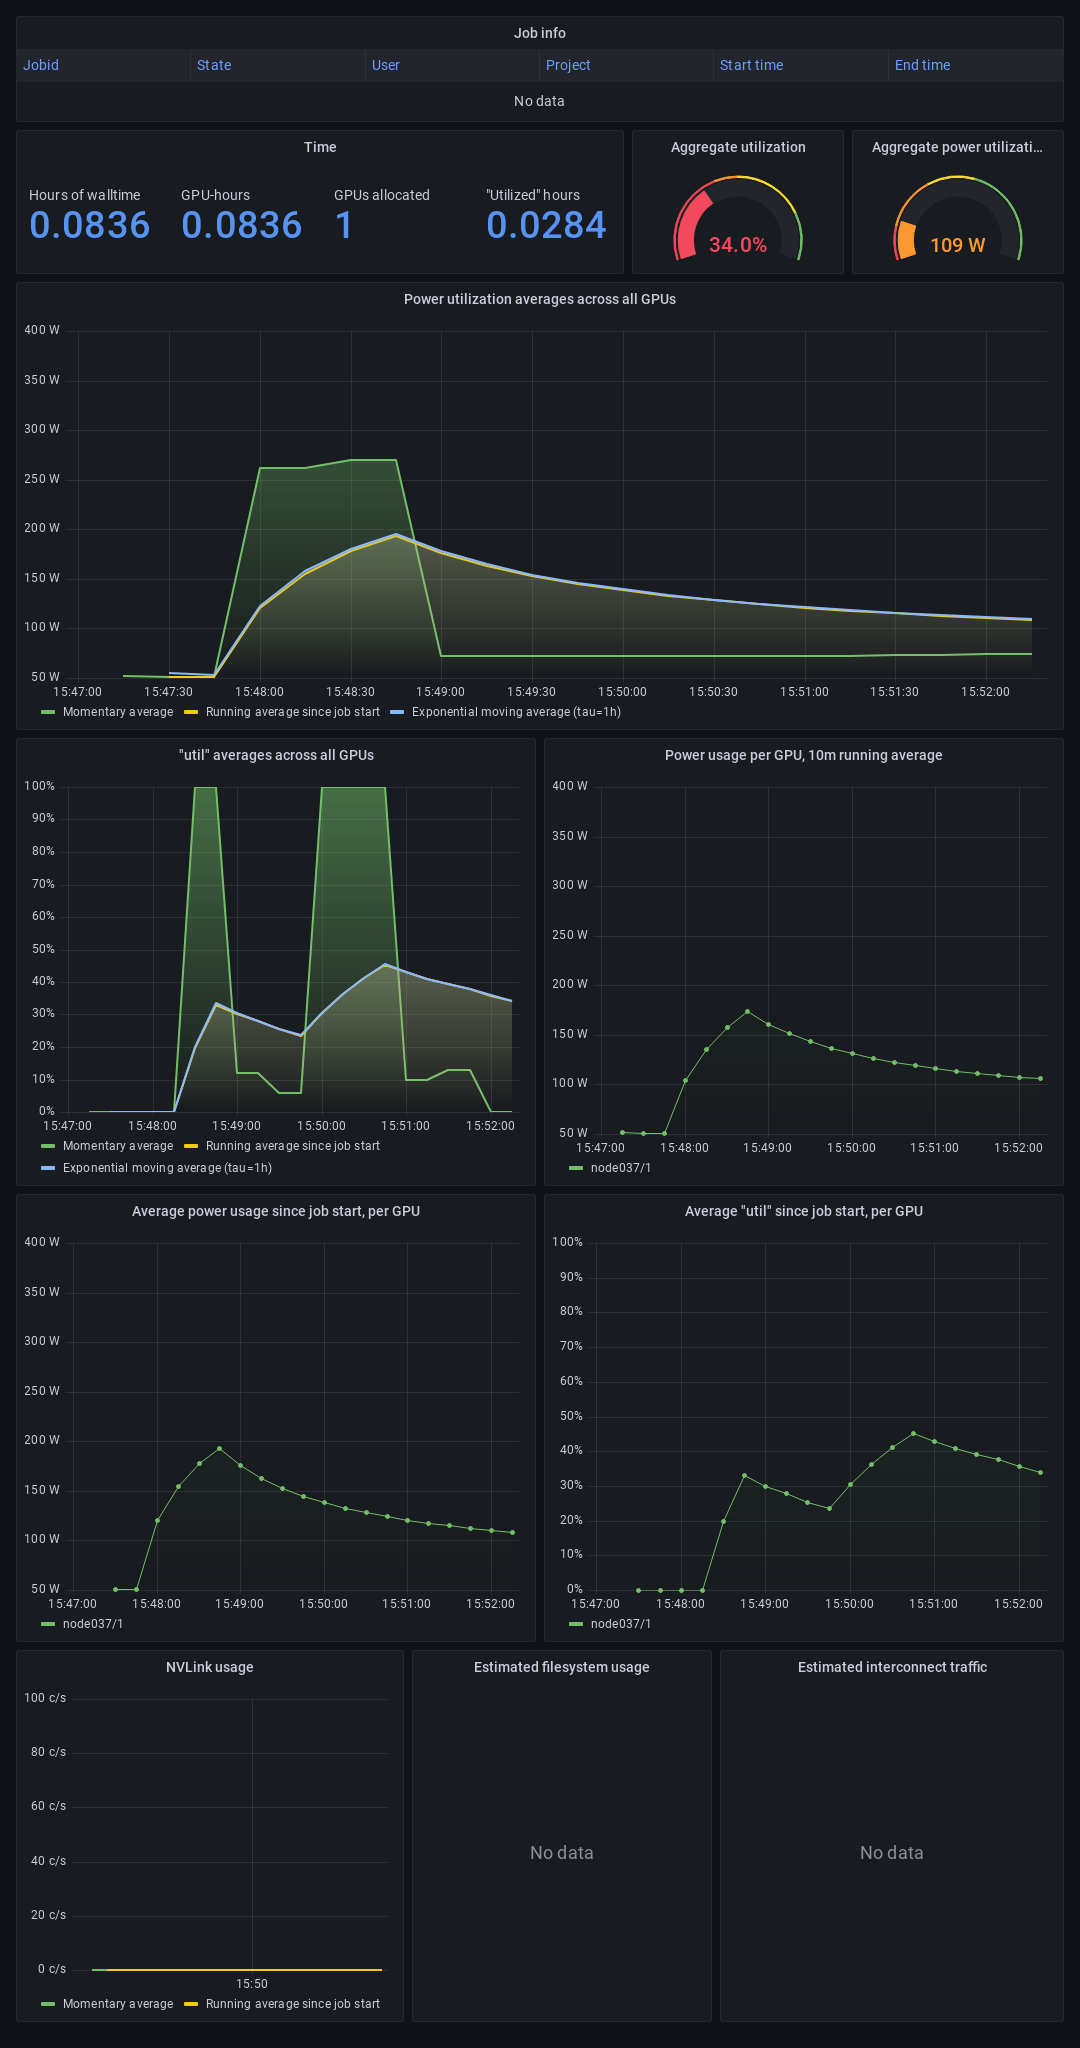 Job info
Jobid State User Project Start time End time
No data
Time
Hours of walltime GPU-hours GPUs allocated "Utilized" hours
0.0836 0.0836 1 0.0284
Aggregate utilization
34.0%
Aggregate power utilizati...
109 W
Power utilization averages across all GPUs
400 W
350 W
300 W
250 W
200 W
150 W
100 W
50 W
15:47:00 15:47:30 15:48:00 15:48:30 15:49:00 15:49:30 15:50:00 15:50:30 15:51:00 15:51:30 15:52:00
Momentary average Running average since job start Exponential moving average (tau=1h)
"util" averages across all GPUs
100%
90%
80%
70%
60%
50%
40%
30%
20%
10%
0%
15:47:00 15:48:00 15:49:00 15:50:00 15:51:00 15:52:00
Momentary average Running average since job start
Exponential moving average (tau=1h)
Power usage per GPU, 10m running average
400 W
350 W
300 W
250 W
200 W
150 W
100 W
50 W
15:47:00 15:48:00 15:49:00 15:50:00 15:51:00 15:52:00
node037/1
Average power usage since job start, per GPU
400 W
350 W
300 W
250 W
200 W
150 W
100 W
50 W
15:47:00 15:48:00 15:49:00 15:50:00 15:51:00 15:52:00
node037/1
Average "util" since job start, per GPU
100%
90%
80%
70%
60%
50%
40%
30%
20%
10%
0%
15:47:00 15:48:00 15:49:00 15:50:00 15:51:00 15:52:00
node037/1
NVLink usage
100 c/s
80 c/s
60 c/s
40 c/s
20 c/s
0 c/s
15:50
Momentary average Running average since job start
Estimated filesystem usage
No data
Estimated interconnect traffic
No data